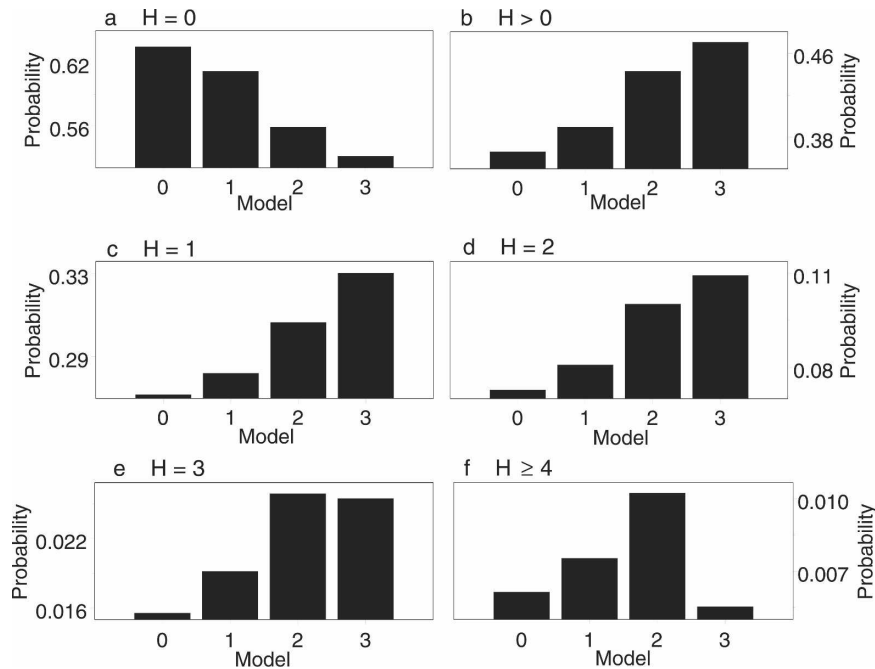 a H = 0
b H > 0
Probability
0.62
0.56
0.46
0.38
Probability
0 1 2 3
Model
0 1 2 3
Model
c H = 1
d H = 2
Probability
0.33
0.29
0.11
0.08
Probability
0 1 2 3
Model
0 1 2 3
Model
e H = 3
f H ≥ 4
Probability
0.022
0.016
0.010
0.007
Probability
0 1 2 3
Model
0 1 2 3
Model